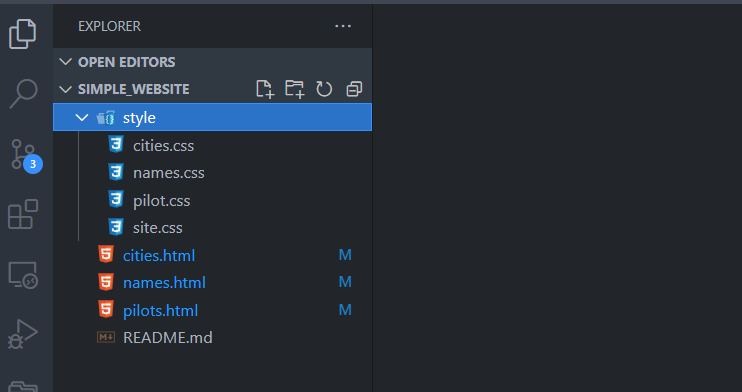 EXPLORER
OPEN EDITORS
SIMPLE_WEBSITE
style
cities.css
names.css
3
pilot.css
site.css
cities.html M
names.html M
pilots.html M
README.md